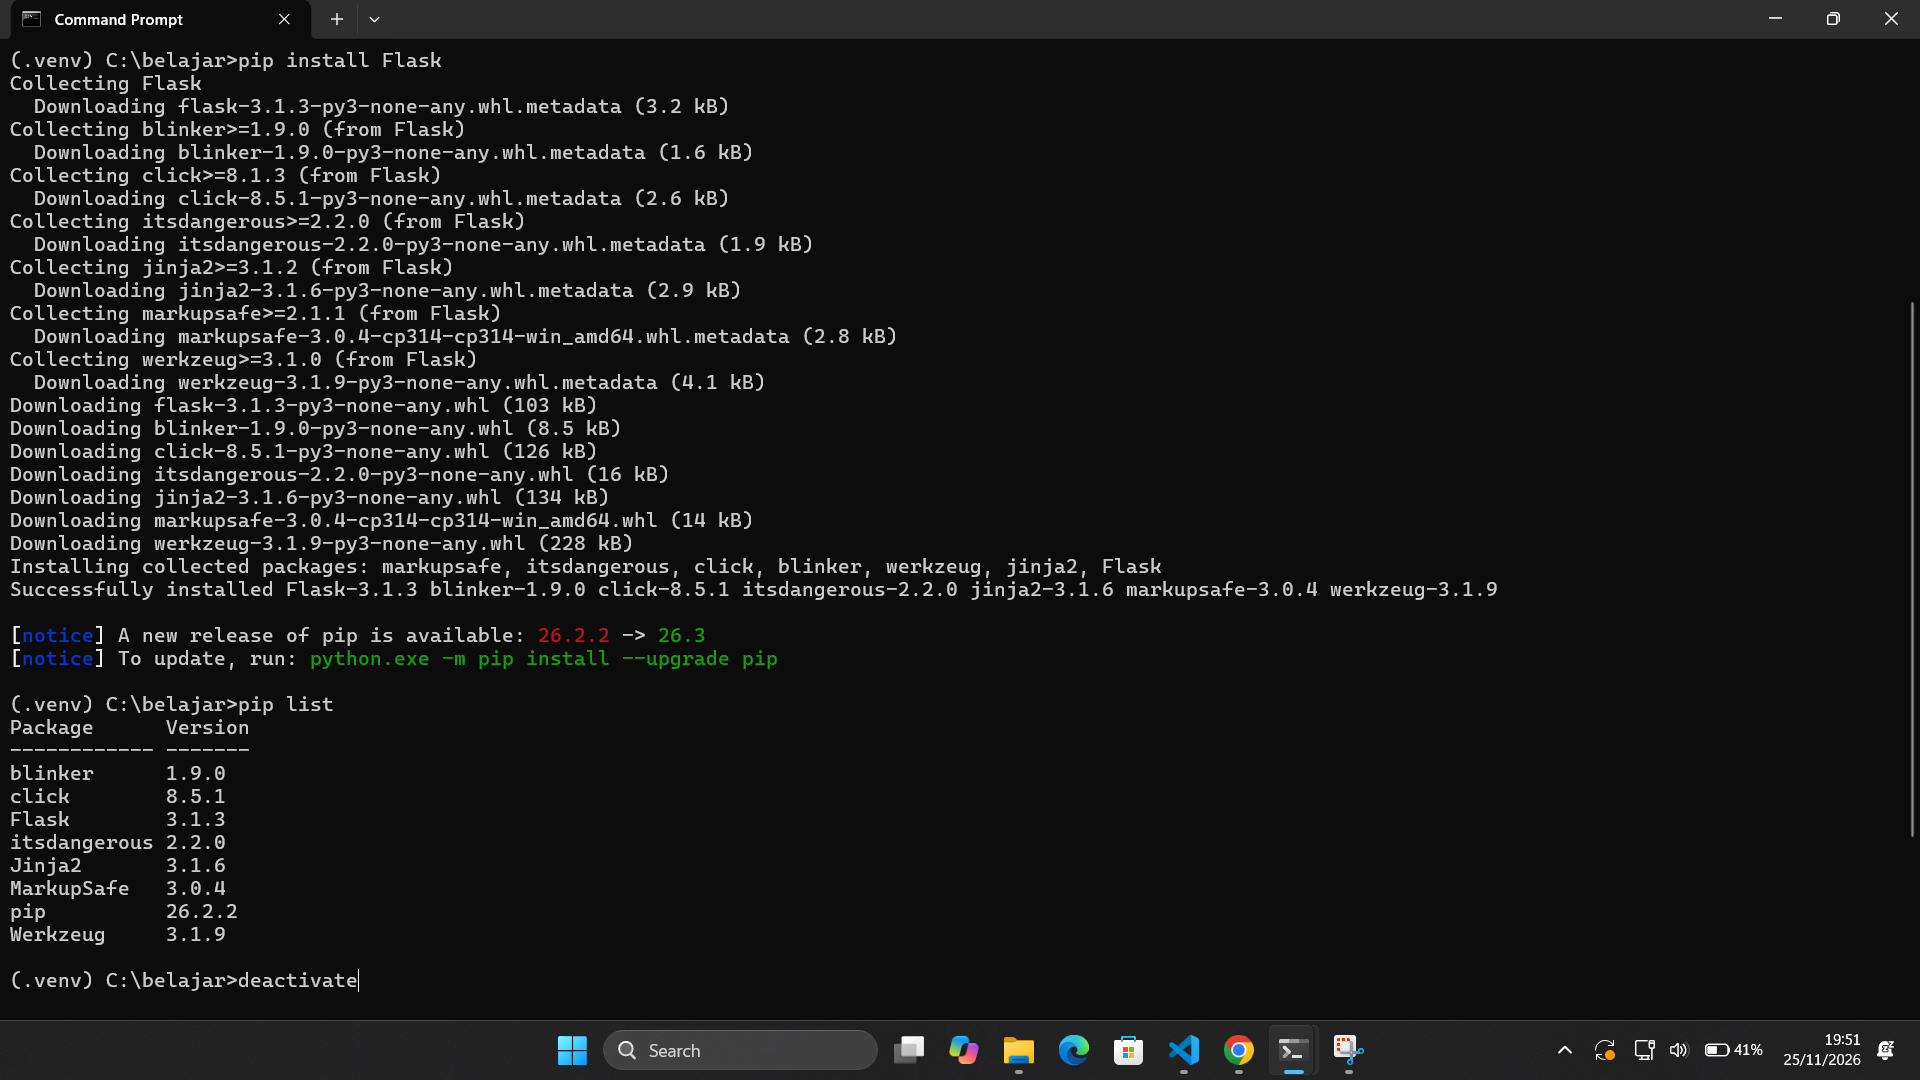 Command Prompt
(.venv) C:\belajar>pip install Flask
Collecting Flask
  Downloading flask-3.1.3-py3-none-any.whl.metadata (3.2 kB)
Collecting blinker>=1.9.0 (from Flask)
  Downloading blinker-1.9.0-py3-none-any.whl.metadata (1.6 kB)
Collecting click>=8.1.3 (from Flask)
  Downloading click-8.5.1-py3-none-any.whl.metadata (2.6 kB)
Collecting itsdangerous>=2.2.0 (from Flask)
  Downloading itsdangerous-2.2.0-py3-none-any.whl.metadata (1.9 kB)
Collecting jinja2>=3.1.2 (from Flask)
  Downloading jinja2-3.1.6-py3-none-any.whl.metadata (2.9 kB)
Collecting markupsafe>=2.1.1 (from Flask)
  Downloading markupsafe-3.0.4-cp314-cp314-win_amd64.whl.metadata (2.8 kB)
Collecting werkzeug>=3.1.0 (from Flask)
  Downloading werkzeug-3.1.9-py3-none-any.whl.metadata (4.1 kB)
Downloading flask-3.1.3-py3-none-any.whl (103 kB)
Downloading blinker-1.9.0-py3-none-any.whl (8.5 kB)
Downloading click-8.5.1-py3-none-any.whl (126 kB)
Downloading itsdangerous-2.2.0-py3-none-any.whl (16 kB)
Downloading jinja2-3.1.6-py3-none-any.whl (134 kB)
Downloading markupsafe-3.0.4-cp314-cp314-win_amd64.whl (14 kB)
Downloading werkzeug-3.1.9-py3-none-any.whl (228 kB)
Installing collected packages: markupsafe, itsdangerous, click, blinker, werkzeug, jinja2, Flask
Successfully installed Flask-3.1.3 blinker-1.9.0 click-8.5.1 itsdangerous-2.2.0 jinja2-3.1.6 markupsafe-3.0.4 werkzeug-3.1.9
[notice] A new release of pip is available: 26.2.2 -> 26.3
[notice] To update, run: python.exe -m pip install --upgrade pip
(.venv) C:\belajar>pip list
Package      Version
------------ -------
blinker      1.9.0
click        8.5.1
Flask        3.1.3
itsdangerous 2.2.0
Jinja2       3.1.6
MarkupSafe   3.0.4
pip          26.2.2
Werkzeug     3.1.9
(.venv) C:\belajar>deactivate
Search
41%
19:51
25/11/2026